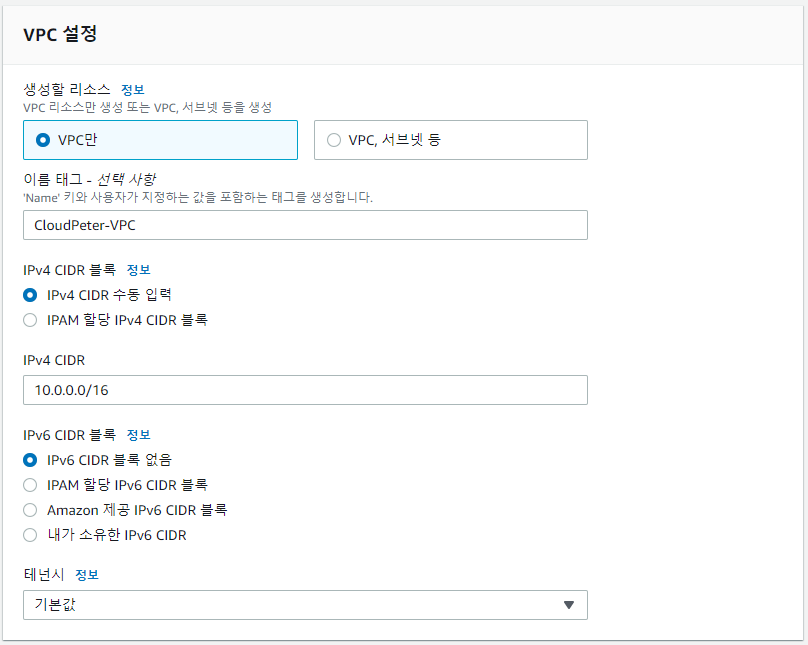 VPC 설정
생성할 리소스 정보
VPC 리소스만 생성 또는 VPC, 서브넷 등을 생성
VPC만
VPC, 서브넷 등
이름 태그 - 선택 사항
'Name' 키와 사용자가 지정하는 값을 포함하는 태그를 생성합니다.
CloudPeter-VPC
IPv4 CIDR 블록 정보
IPv4 CIDR 수동 입력
IPAM 할당 IPv4 CIDR 블록
IPv4 CIDR
10.0.0.0/16
IPv6 CIDR 블록 정보
IPv6 CIDR 블록 없음
IPAM 할당 IPv6 CIDR 블록
Amazon 제공 IPv6 CIDR 블록
내가 소유한 IPv6 CIDR
테넌시 정보
기본값